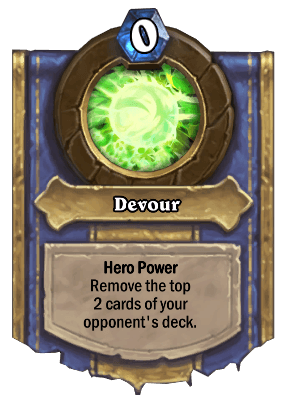 0
Devour
Hero Power
Remove the top
2 cards of your
opponent's deck.